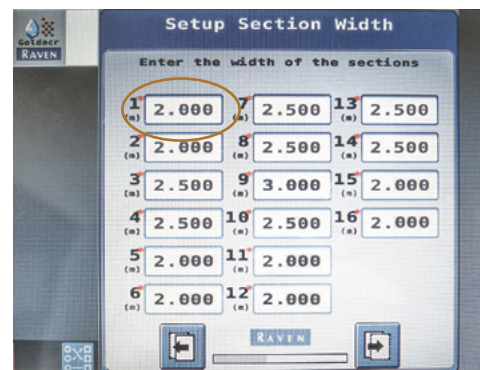 Goldacr
RAVEN
Setup Section Width
Enter the width of the sections
1* (m) 2.000 7* (m) 2.500 13* (m) 2.500
2* (m) 2.000 8* (m) 2.500 14* (m) 2.500
3* (m) 2.500 9* (m) 3.000 15* (m) 2.000
4* (m) 2.500 10* (m) 2.500 16* (m) 2.000
5* (m) 2.000 11* (m) 2.000
6* (m) 2.000 12* (m) 2.000
RAVEN